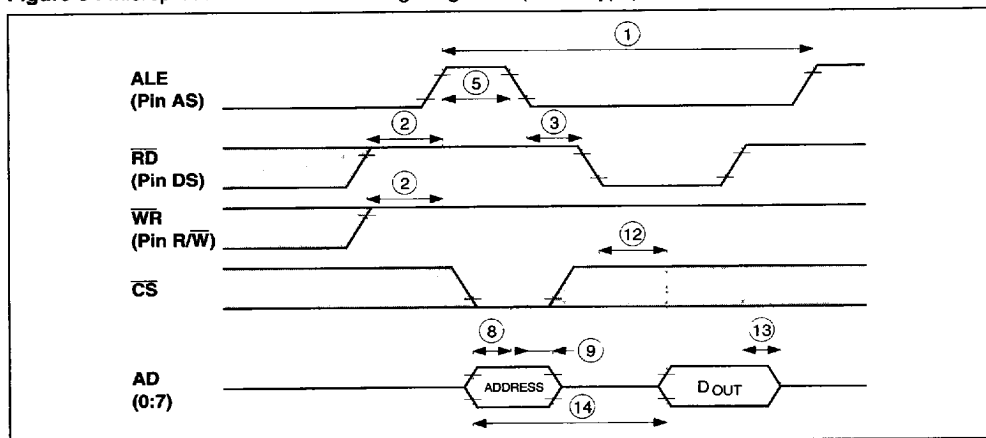 1
ALE
(Pin AS)
5
2
3
RD
(Pin DS)
2
WR
(Pin R/W)
12
CS
8
9
13
AD
(0:7)
ADDRESS
DOUT
14